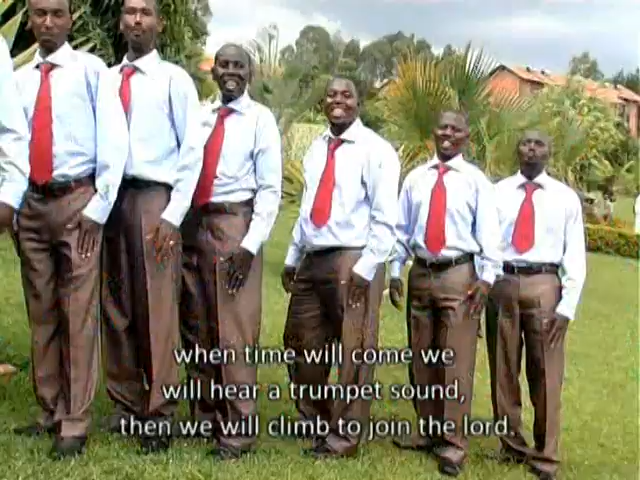 when time will come we
will hear a trumpet sound,
then we will climb to join the lord.